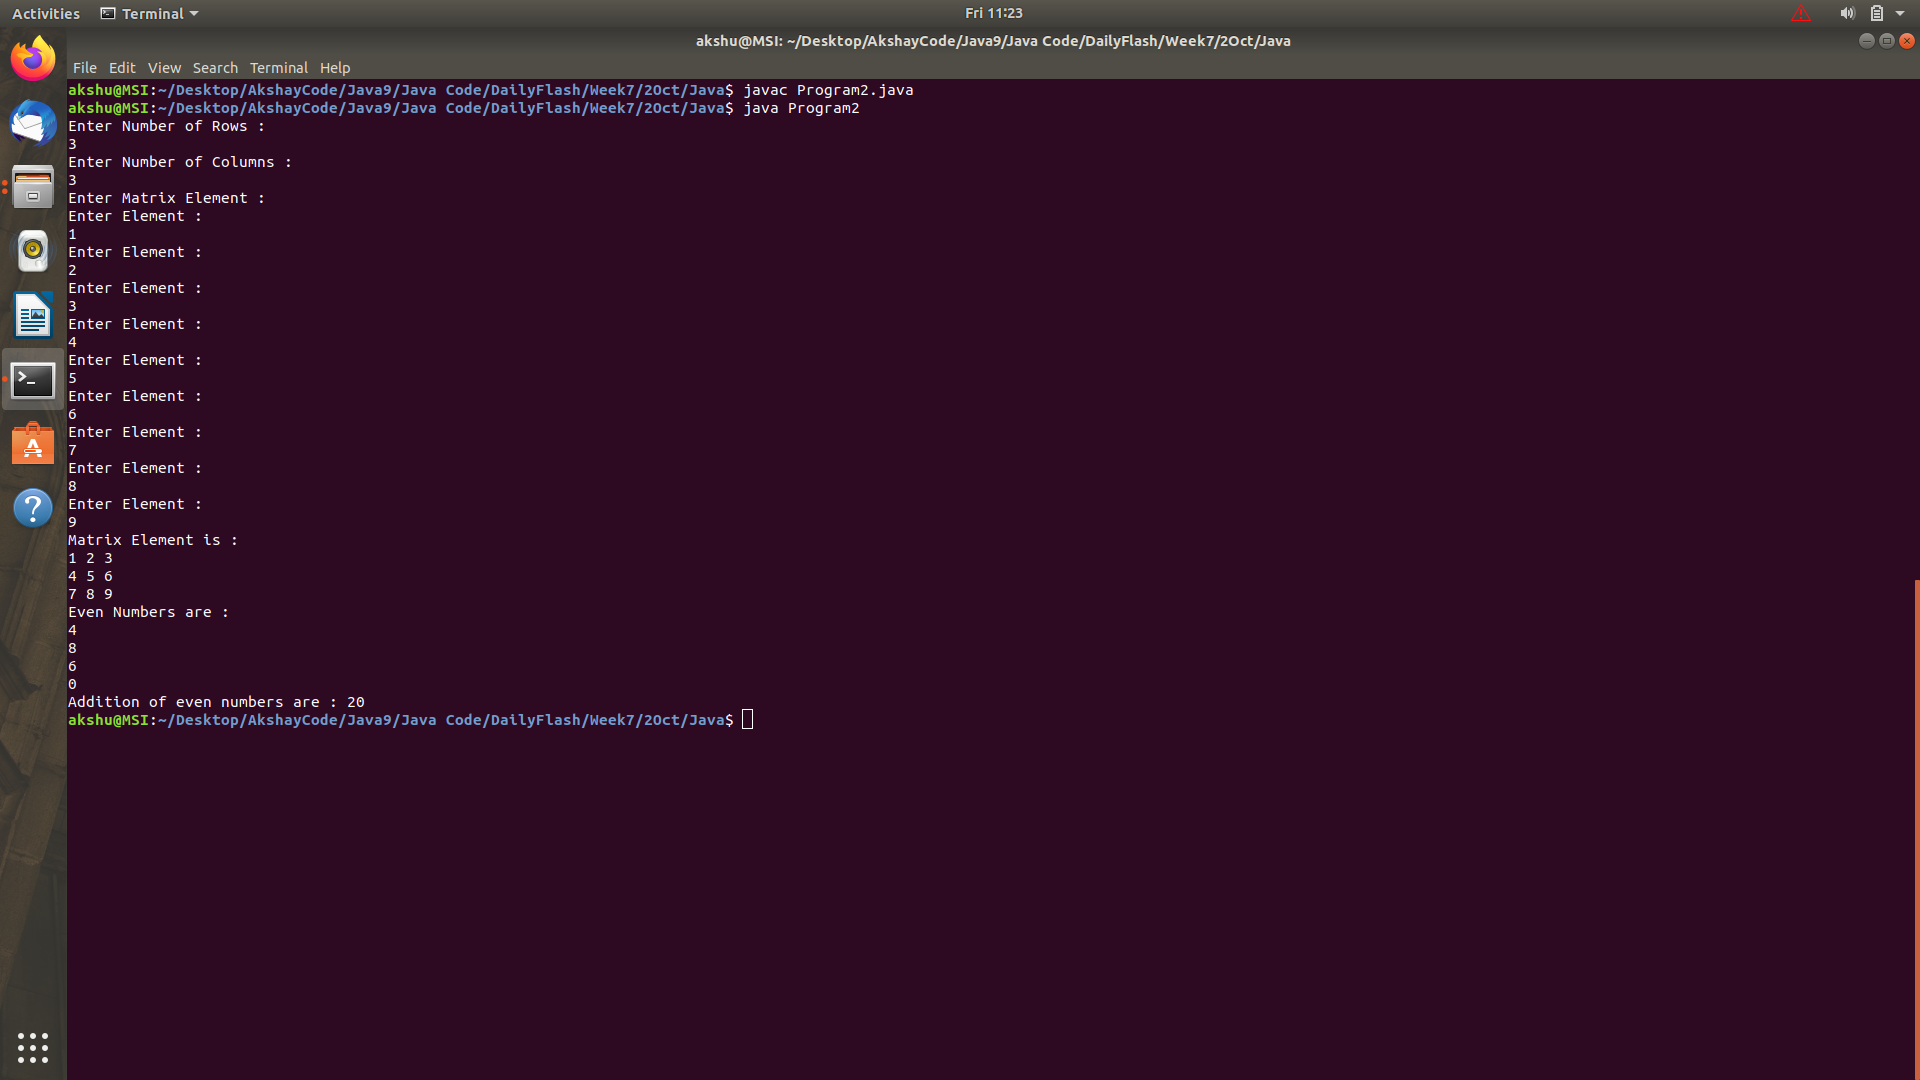 Activities Terminal Fri 11:23
akshu@MSI: ~/Desktop/AkshayCode/Java9/Java Code/DailyFlash/Week7/2Oct/Java
File Edit View Search Terminal Help
akshu@MSI:~/Desktop/AkshayCode/Java9/Java Code/DailyFlash/Week7/2Oct/Java$ javac Program2.java
akshu@MSI:~/Desktop/AkshayCode/Java9/Java Code/DailyFlash/Week7/2Oct/Java$ java Program2
Enter Number of Rows :
3
Enter Number of Columns :
3
Enter Matrix Element :
Enter Element :
1
Enter Element :
2
Enter Element :
3
Enter Element :
4
Enter Element :
5
Enter Element :
6
Enter Element :
7
Enter Element :
8
Enter Element :
9
Matrix Element is :
1 2 3
4 5 6
7 8 9
Even Numbers are :
4
8
6
0
Addition of even numbers are : 20
akshu@MSI:~/Desktop/AkshayCode/Java9/Java Code/DailyFlash/Week7/2Oct/Java$